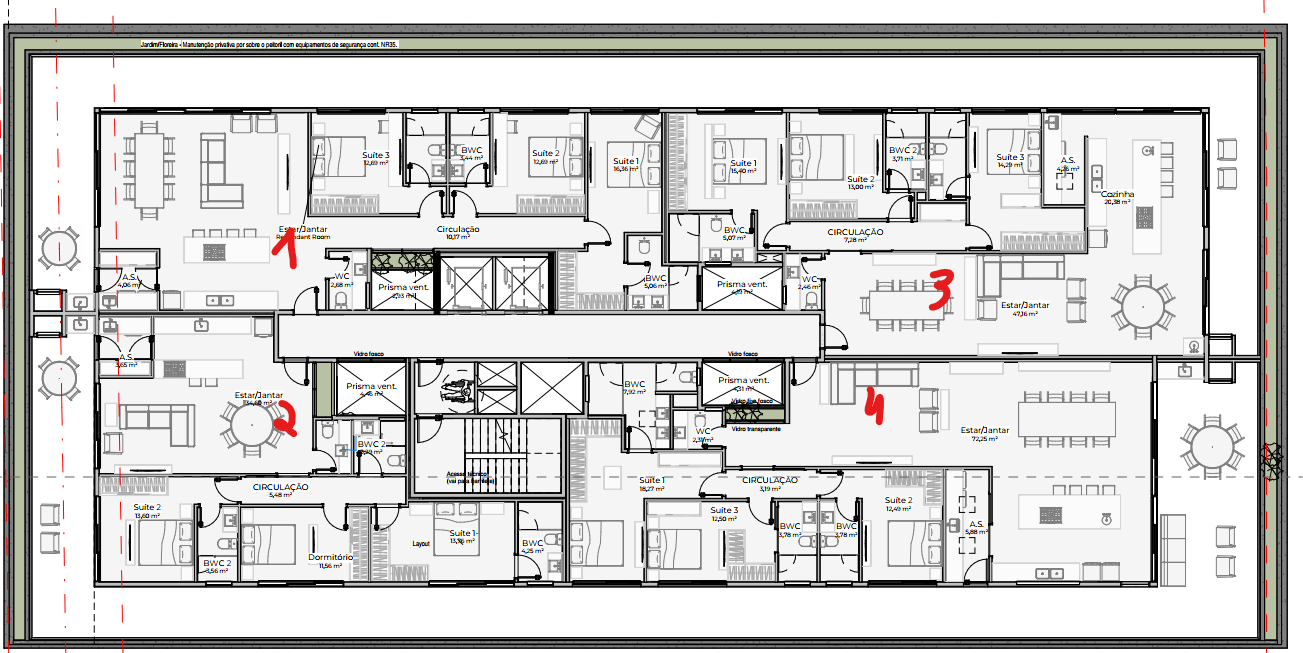 Jardim/Floreira - Manutenção privativa por sobre o peitoril com equipamentos de segurança conf. NR35.
Suíte 3
12,69 m²
BWC
3,44 m²
Suíte 2
12,69 m²
Suíte 1
16,36 m²
Suíte 1
15,40 m²
Suíte 2
13,00 m²
BWC 2
3,71 m²
Suíte 3
14,29 m²
A.S.
4,26 m²
Cozinha
20,38 m²
Estar/Jantar
1
Circulação
10,17 m²
BWC
5,07 m²
CIRCULAÇÃO
7,28 m²
A.S.
4,06 m²
WC
2,68 m²
Prisma vent.
BWC
5,06 m²
Prisma vent.
WC
2,46 m²
3
Estar/Jantar
47,16 m²
A.S.
3,65 m²
Vidro fosco
Vidro fosco
Prisma vent.
4,46 m²
Prisma vent.
4,31 m²
BWC
7,92 m²
Estar/Jantar
2
4
Vidro transparente
WC
Estar/Jantar
72,25 m²
BWC 2
Acesso técnico
CIRCULAÇÃO
5,48 m²
Suíte 1
18,27 m²
CIRCULAÇÃO
3,19 m²
Suíte 2
13,60 m²
Suíte 2
12,49 m²
Suíte 3
12,50 m²
BWC
3,78 m²
BWC
3,78 m²
A.S.
5,88 m²
Suíte 1
Layout
BWC
4,25 m²
Dormitório
11,56 m²
BWC 2
3,56 m²